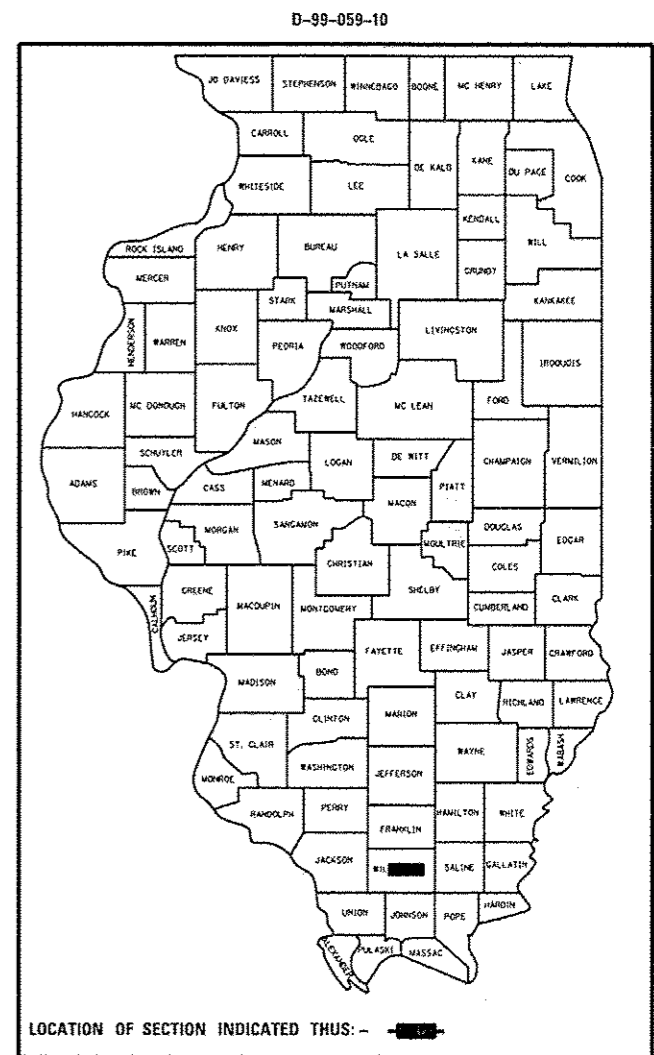 D-99-059-10
JO DAVIESS STEPHENSON WINNEBAGO BOONE MC HENRY LAKE
CARROLL OGLE DE KALB KANE DU PAGE COOK
WHITESIDE LEE KENDALL WILL
ROCK ISLAND HENRY BUREAU LA SALLE GRUNDY
MERCER PUTNAM KANKAKEE
STARK MARSHALL
HENDERSON WARREN KNOX PEORIA WOODFORD LIVINGSTON IROQUOIS
HANCOCK MC DONOUGH FULTON TAZEWELL MC LEAN FORD
SCHUYLER MASON LOGAN DE WITT CHAMPAIGN VERMILION
ADAMS BROWN CASS MENARD MACON PIATT
PIKE SCOTT MORGAN SANGAMON CHRISTIAN MOULTRIE DOUGLAS EDGAR
COLES
CALHOUN GREENE MACOUPIN MONTGOMERY SHELBY CUMBERLAND CLARK
JERSEY FAYETTE EFFINGHAM JASPER CRAWFORD
MADISON BOND CLAY RICHLAND LAWRENCE
CLINTON MARION
ST. CLAIR WASHINGTON JEFFERSON WAYNE EDWARDS WABASH
MONROE
RANDOLPH PERRY FRANKLIN HAMILTON WHITE
JACKSON WIL SALINE GALLATIN
UNION JOHNSON POPE HARDIN
ALEXANDER PULASKI MASSAC
LOCATION OF SECTION INDICATED THUS: -